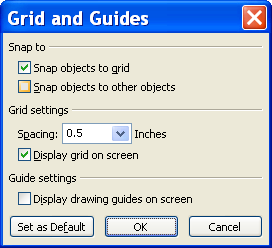 Grid and Guides
Snap to
Snap objects to grid
Snap objects to other objects
Grid settings
Spacing: 0.5 Inches
Display grid on screen
Guide settings
Display drawing guides on screen
Set as Default OK Cancel